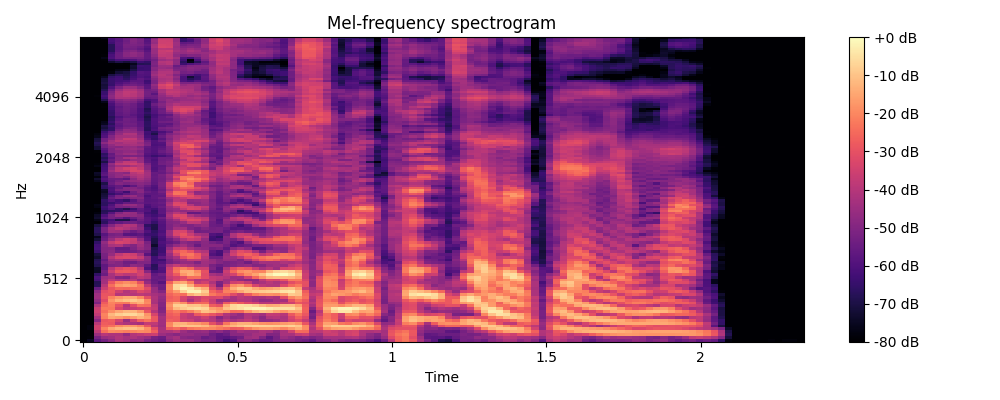 Mel-frequency spectrogram
+0 dB
-10 dB
-20 dB
-30 dB
-40 dB
-50 dB
-60 dB
-70 dB
-80 dB
Hz
4096
2048
1024
512
0
0 0.5 1 1.5 2
Time